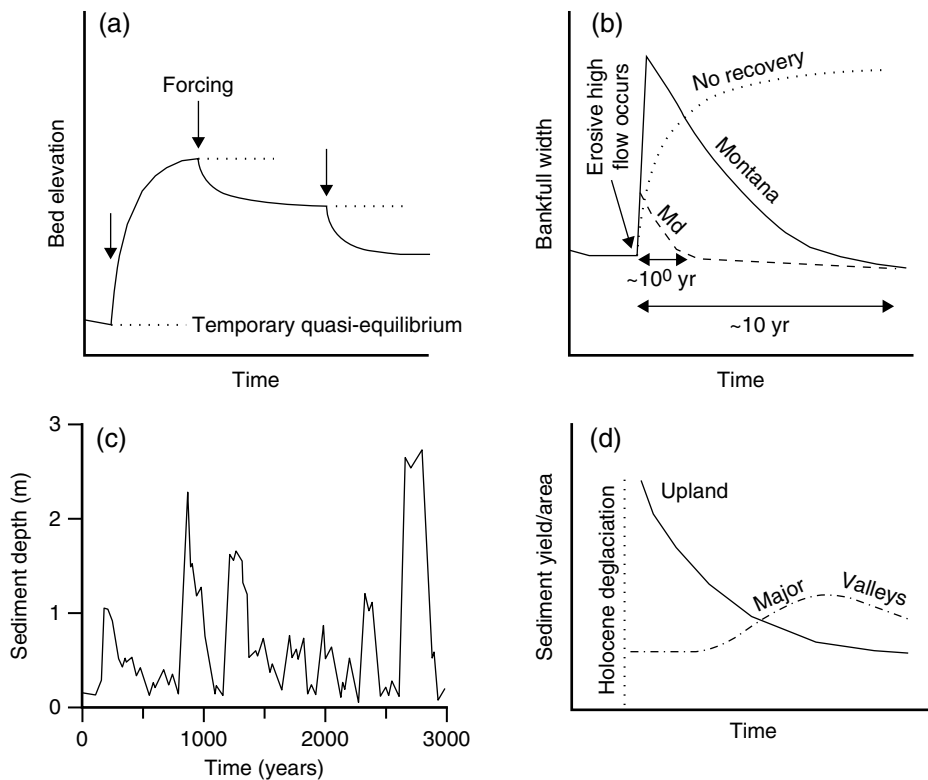 (a)
Forcing
Bed elevation
Temporary quasi-equilibrium
Time
(b)
No recovery
Erosive high
flow occurs
Montana
Md
Bankfull width
~10⁰ yr
~10 yr
Time
(c)
3
2
1
0
Sediment depth (m)
0
1000
2000
3000
Time (years)
(d)
Upland
Major
Valleys
Holocene deglaciation
Sediment yield/area
Time